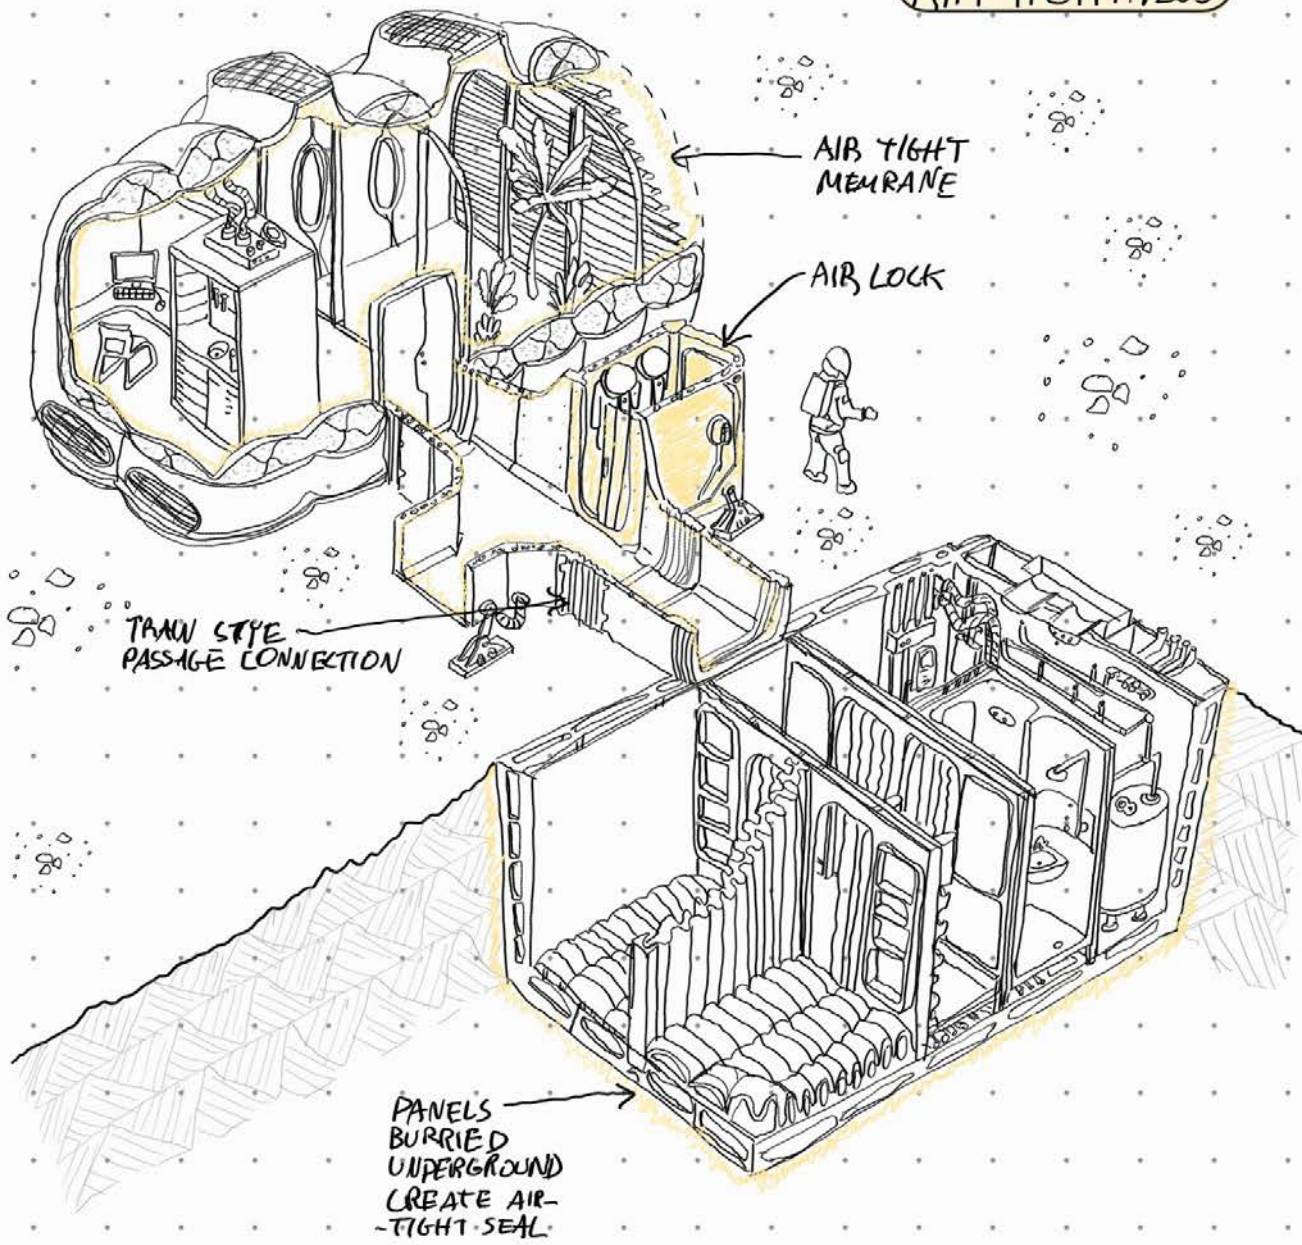 AIR TIGHT
MEMRANE
AIR LOCK
TRAIN STYE
PASSAGE CONNECTION
PANELS
BURRIED
UNDERGROUND
CREATE AIR-
-TIGHT SEAL